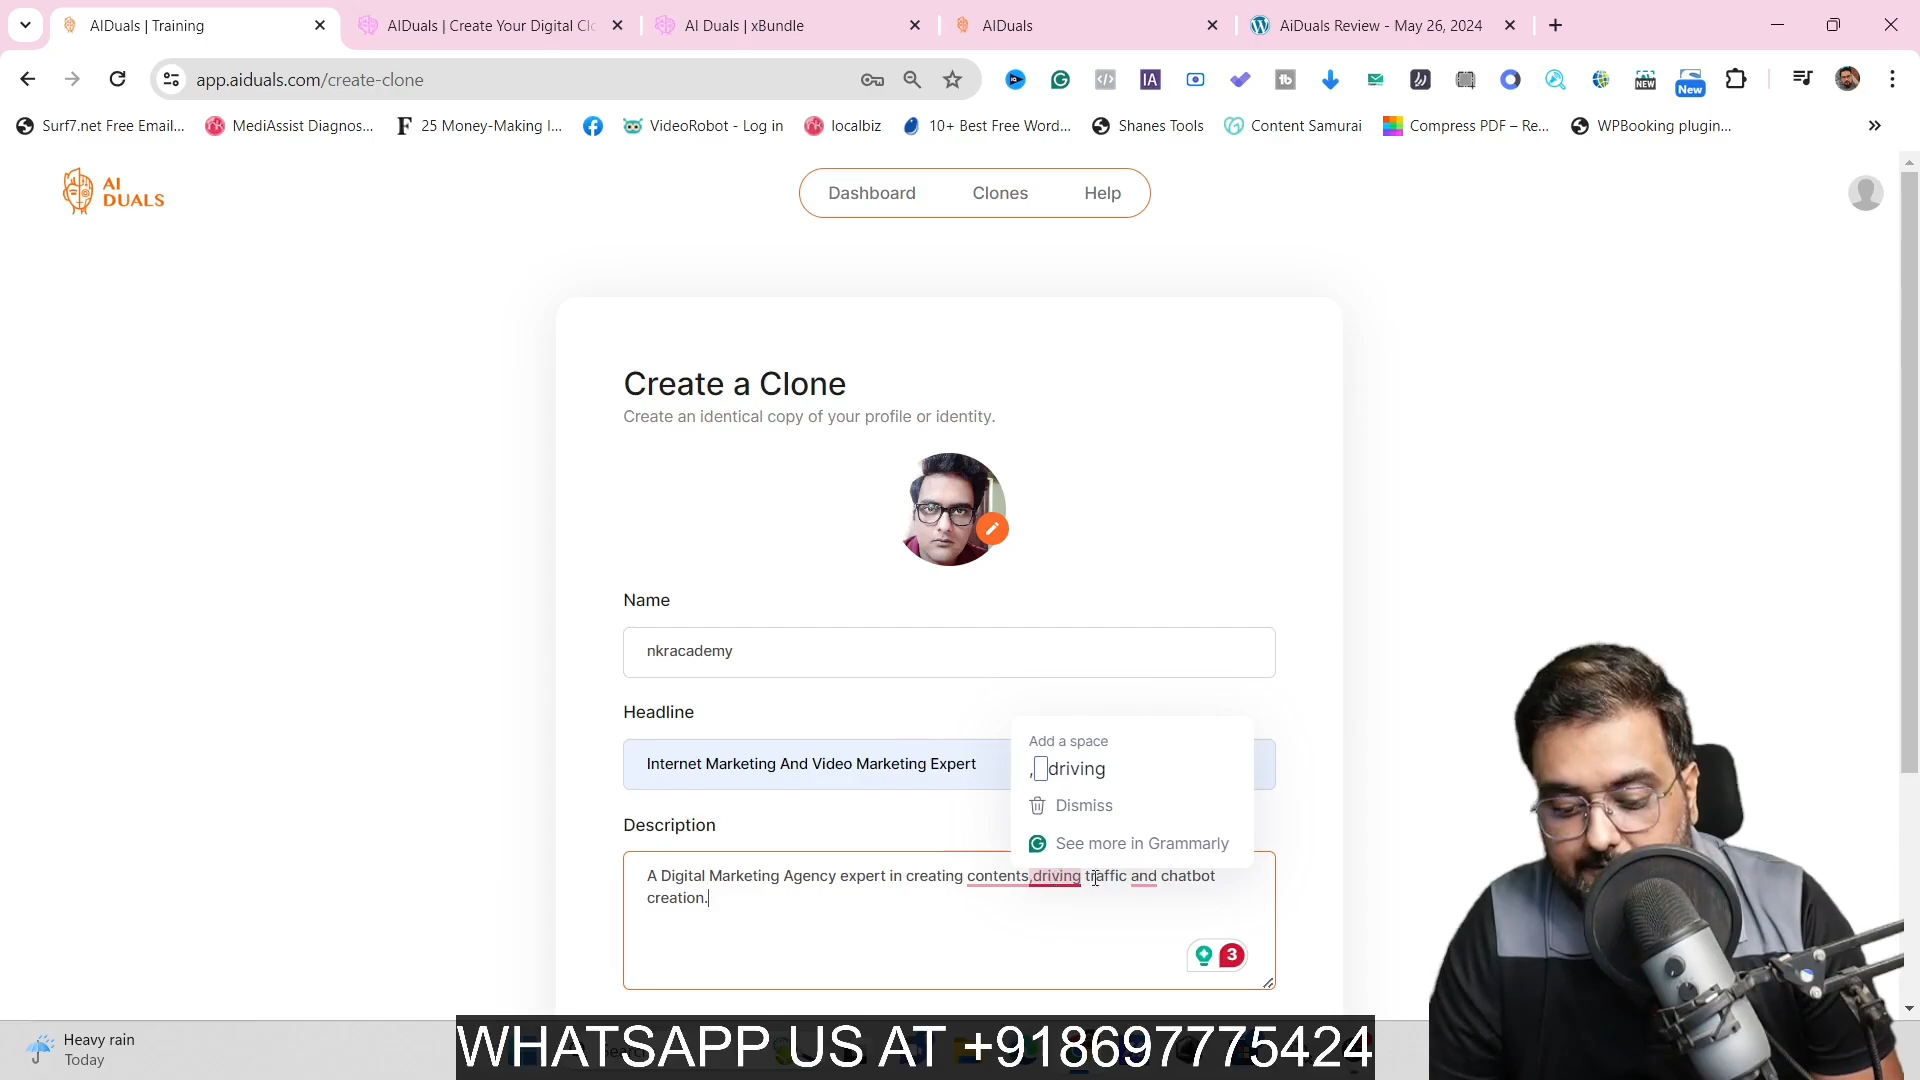 AIDuals | Training
AIDuals | Create Your Digital Clo
AI Duals | xBundle
AIDuals
AiDuals Review - May 26, 2024
app.aiduals.com/create-clone
IA
tb
NEW
New
Surf7.net Free Email...
MediAssist Diagnos...
25 Money-Making I...
VideoRobot - Log in
localbiz
10+ Best Free Word...
Shanes Tools
Content Samurai
Compress PDF – Re...
WPBooking plugin...
AI
DUALS
Dashboard
Clones
Help
Create a Clone
Create an identical copy of your profile or identity.
Name
nkracademy
Headline
Internet Marketing And Video Marketing Expert
Add a space
, driving
Dismiss
See more in Grammarly
Description
A Digital Marketing Agency expert in creating contents,driving traffic and chatbot
creation.
3
Heavy rain
Today
WHATSAPP US AT +918697775424